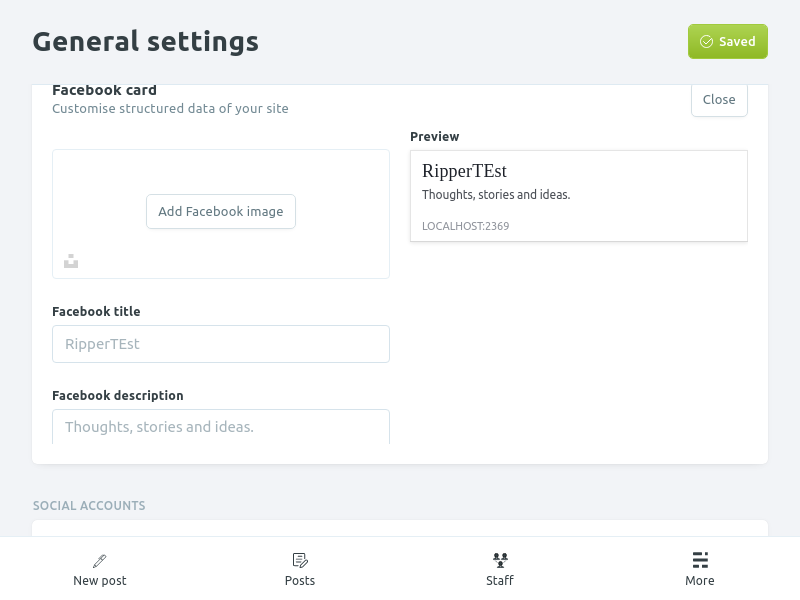 General settings
Saved
Facebook card
Customise structured data of your site
Close
Preview
RipperTEst
Thoughts, stories and ideas.
LOCALHOST:2369
Add Facebook image
Facebook title
RipperTEst
Facebook description
Thoughts, stories and ideas.
SOCIAL ACCOUNTS
New post
Posts
Staff
More